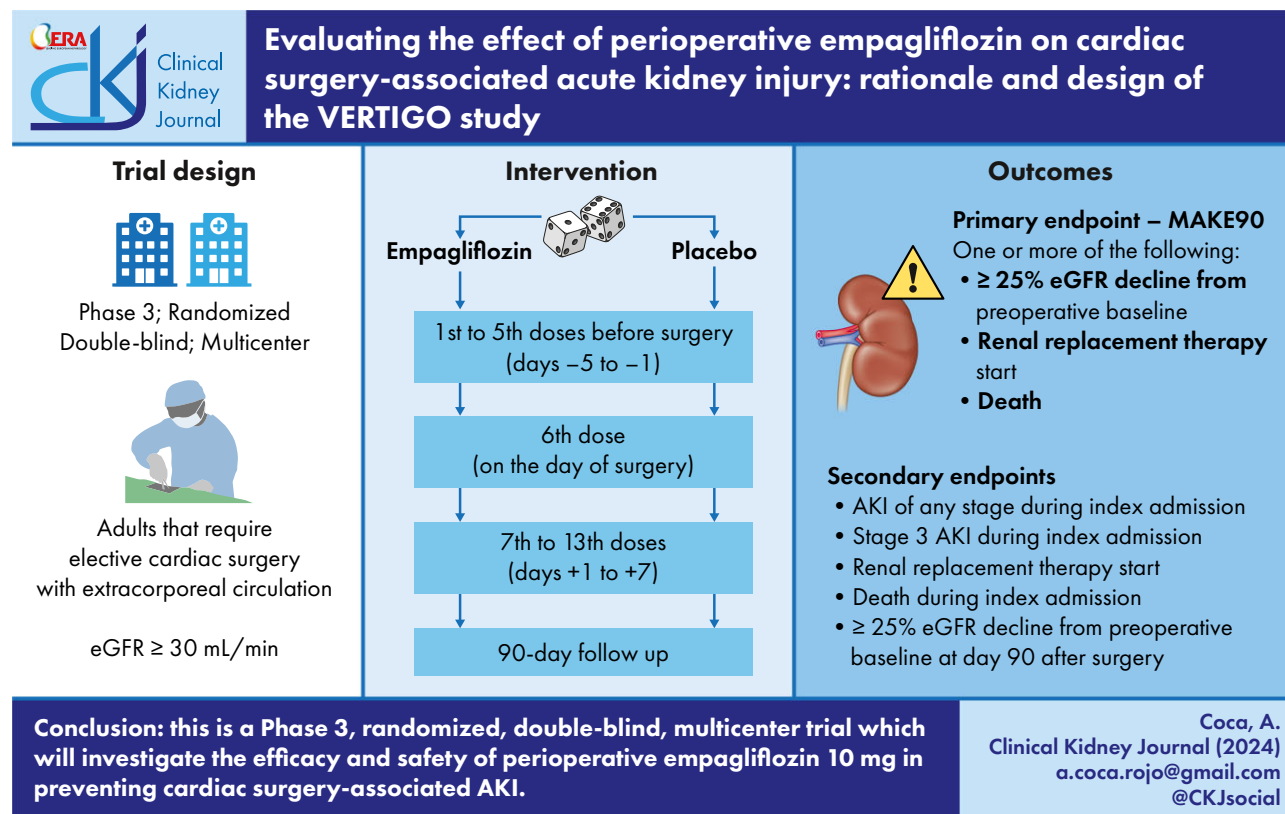 ERA
CKJ
Clinical
Kidney
Journal
Evaluating the effect of perioperative empagliflozin on cardiac
surgery-associated acute kidney injury: rationale and design of
the VERTIGO study
Trial design
Phase 3; Randomized
Double-blind; Multicenter
Adults that require
elective cardiac surgery
with extracorporeal circulation
eGFR ≥ 30 mL/min
Intervention
Empagliflozin
Placebo
1st to 5th doses before surgery
(days −5 to −1)
6th dose
(on the day of surgery)
7th to 13th doses
(days +1 to +7)
90-day follow up
Outcomes
Primary endpoint – MAKE90
One or more of the following:
• ≥ 25% eGFR decline from
preoperative baseline
• Renal replacement therapy
start
• Death
Secondary endpoints
• AKI of any stage during index admission
• Stage 3 AKI during index admission
• Renal replacement therapy start
• Death during index admission
• ≥ 25% eGFR decline from preoperative
baseline at day 90 after surgery
Conclusion: this is a Phase 3, randomized, double-blind, multicenter trial which
will investigate the efficacy and safety of perioperative empagliflozin 10 mg in
preventing cardiac surgery-associated AKI.
Coca, A.
Clinical Kidney Journal (2024)
a.coca.rojo@gmail.com
@CKJsocial